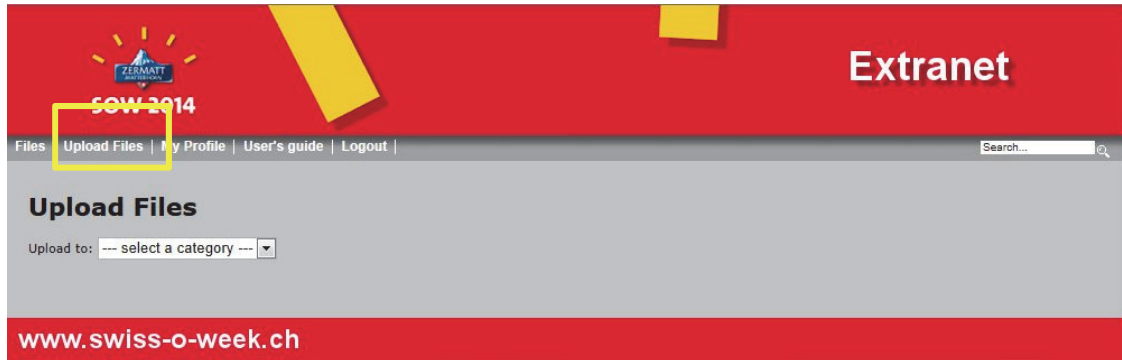 ZERMATT
MATTERHORN
SOW 2014
Extranet
Files | Upload Files | My Profile | User's guide | Logout |
Search...
Upload Files
Upload to: --- select a category ---
www.swiss-o-week.ch